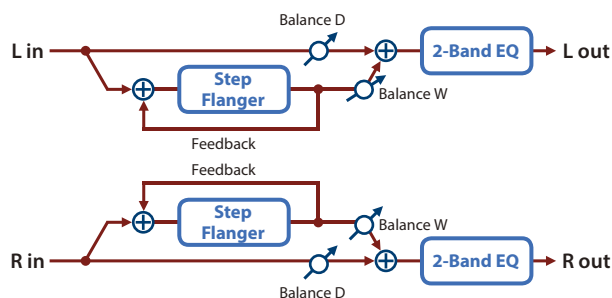 Balance D
L in
2-Band EQ
L out
Step
Flanger
Balance W
Feedback
Feedback
Step
Flanger
Balance W
R in
2-Band EQ
R out
Balance D